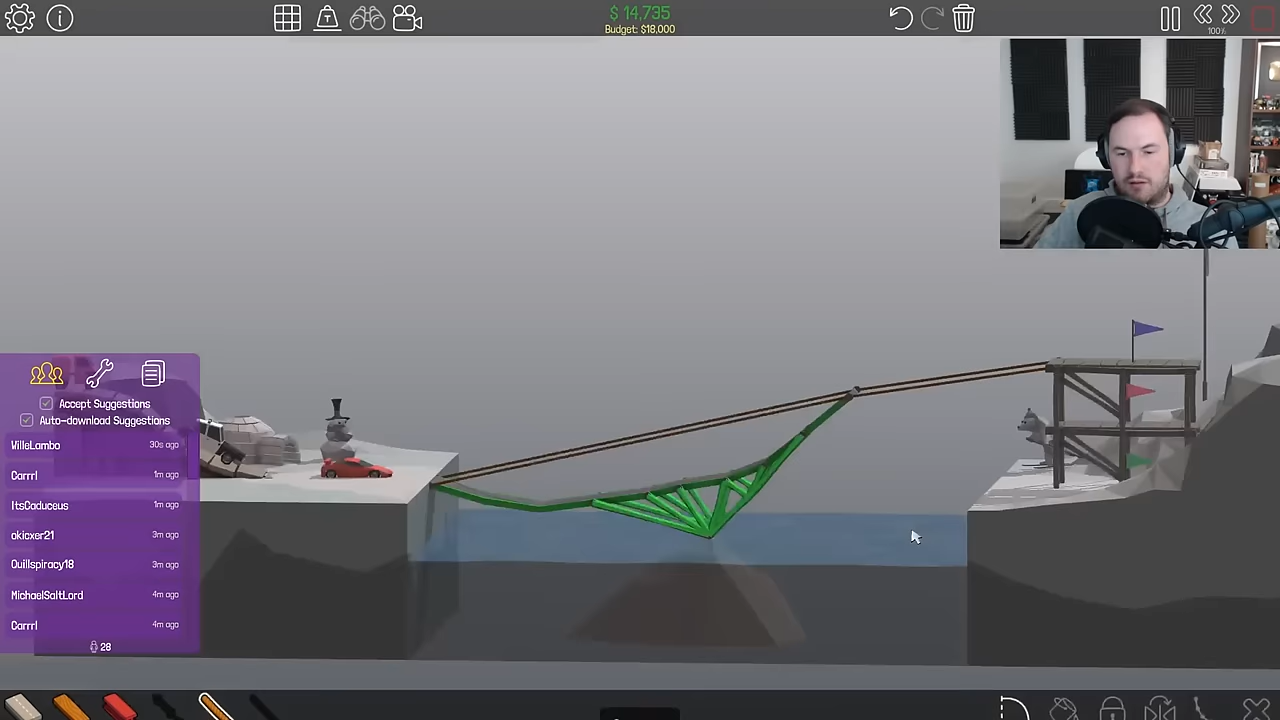 $ 14,735
Budget: $18,000
100%
Accept Suggestions
Auto-download Suggestions
WilleLambo 30s ago
Carrrl 1m ago
ItsCaduceus 1m ago
okicxer21 3m ago
Quillspiracy18 3m ago
MichaelSaltLord 4m ago
Carrrl 4m ago
28